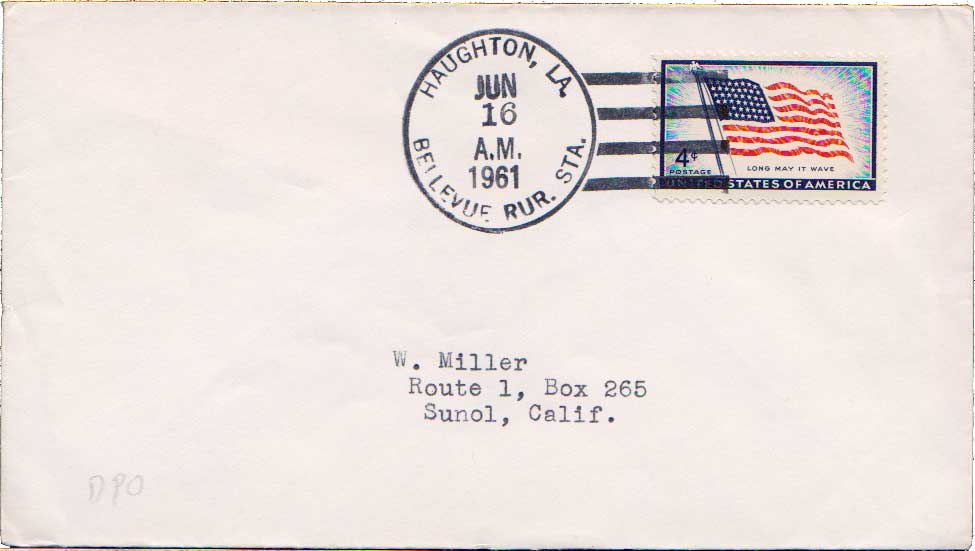 HAUGHTON, LA.
JUN
16
A.M.
1961
BELLEVUE RUR. STA.
4¢
POSTAGE
LONG MAY IT WAVE
UNITED STATES OF AMERICA
W. Miller
Route 1, Box 265
Sunol, Calif.
DPO